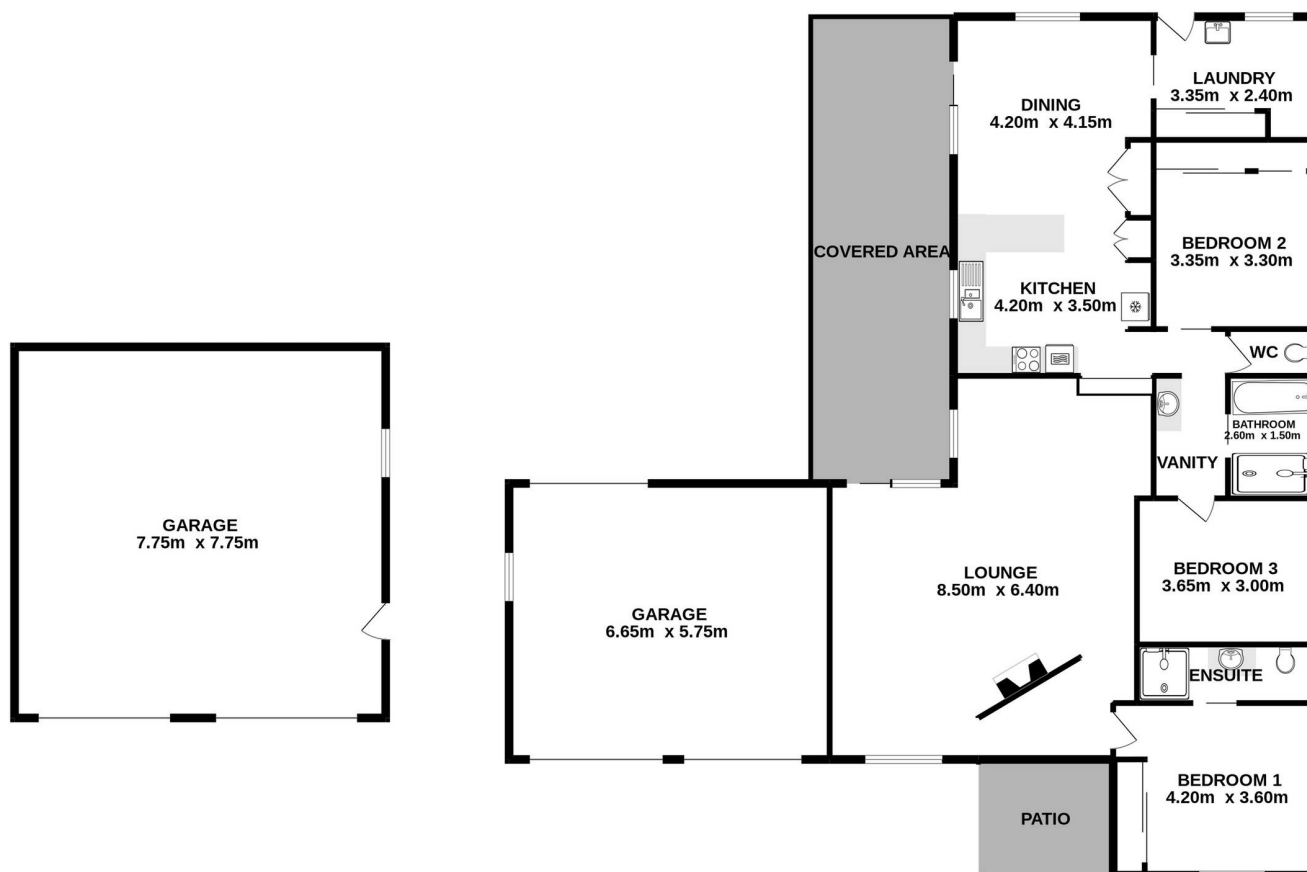 LAUNDRY
3.35m x 2.40m
DINING
4.20m x 4.15m
BEDROOM 2
3.35m x 3.30m
COVERED AREA
KITCHEN
4.20m x 3.50m
WC
BATHROOM
2.60m x 1.50m
VANITY
GARAGE
7.75m x 7.75m
LOUNGE
8.50m x 6.40m
BEDROOM 3
3.65m x 3.00m
GARAGE
6.65m x 5.75m
ENSUITE
BEDROOM 1
4.20m x 3.60m
PATIO